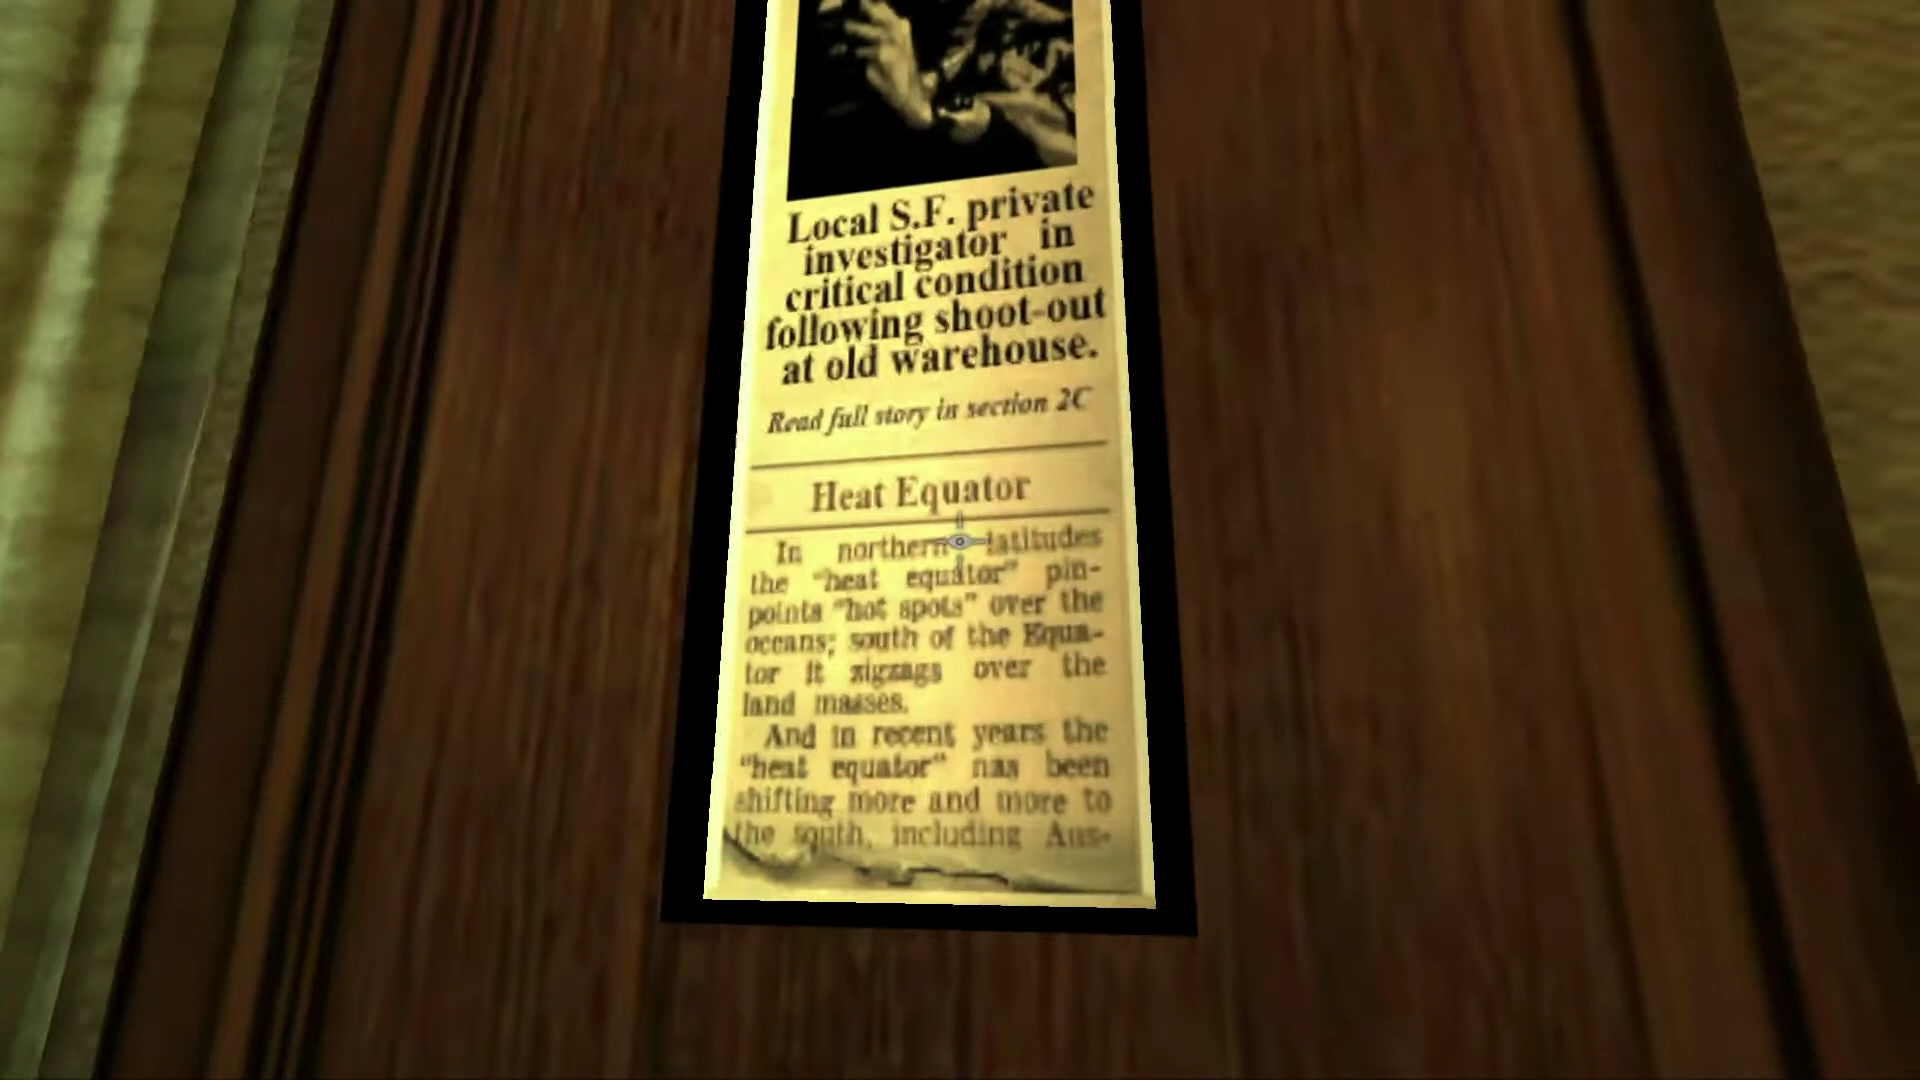 Local S.F. private
investigator in
critical condition
following shoot-out
at old warehouse.
Read full story in section 2C
Heat Equator
In northern latitudes
the "heat equator" pin-
points "hot spots" over the
oceans; south of the Equa-
tor it zigzags over the
land masses.
And in recent years the
"heat equator" has been
shifting more and more to
the south, including Aus-